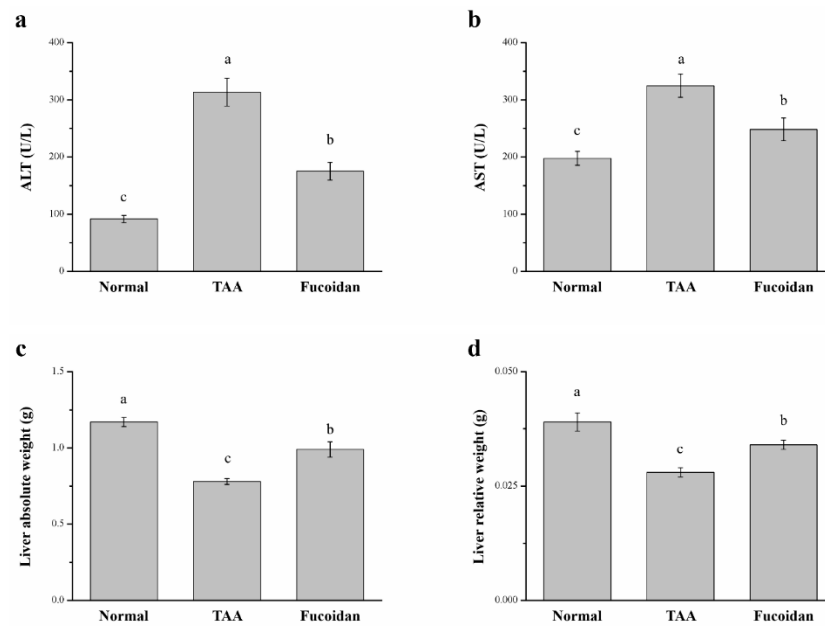 a
ALT (U/L)
400
300
200
100
0
a
b
c
Normal TAA Fucoidan
b
AST (U/L)
400
300
200
100
0
a
b
c
Normal TAA Fucoidan
c
Liver absolute weight (g)
1.5
1.0
0.5
0.0
a
b
c
Normal TAA Fucoidan
d
Liver relative weight (g)
0.050
0.025
0.000
a
b
c
Normal TAA Fucoidan